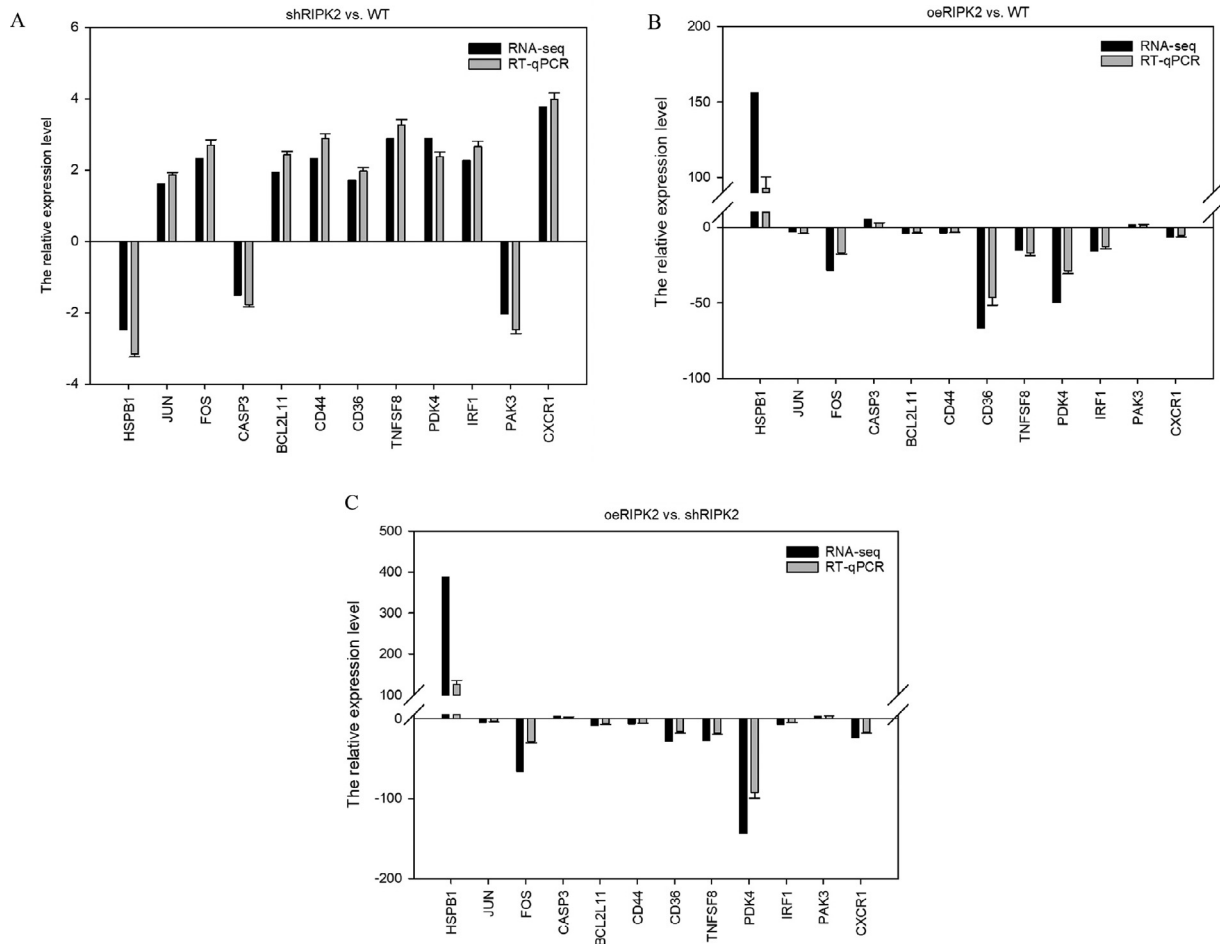 A
shRIPK2 vs. WT
The relative expression level
6
4
2
0
-2
-4
RNA-seq
RT-qPCR
HSPB1
JUN
FOS
CASP3
BCL2L11
CD44
CD36
TNFSF8
PDK4
IRF1
PAK3
CXCR1
B
oeRIPK2 vs. WT
The relative expression level
200
150
100
0
-50
-100
RNA-seq
RT-qPCR
HSPB1
JUN
FOS
CASP3
BCL2L11
CD44
CD36
TNFSF8
PDK4
IRF1
PAK3
CXCR1
C
oeRIPK2 vs. shRIPK2
The relative expression level
500
400
300
200
100
0
-100
-200
RNA-seq
RT-qPCR
HSPB1
JUN
FOS
CASP3
BCL2L11
CD44
CD36
TNFSF8
PDK4
IRF1
PAK3
CXCR1